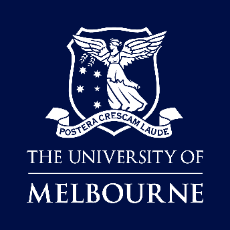 POSTERA CRESCAM LAUDE
THE UNIVERSITY OF
MELBOURNE